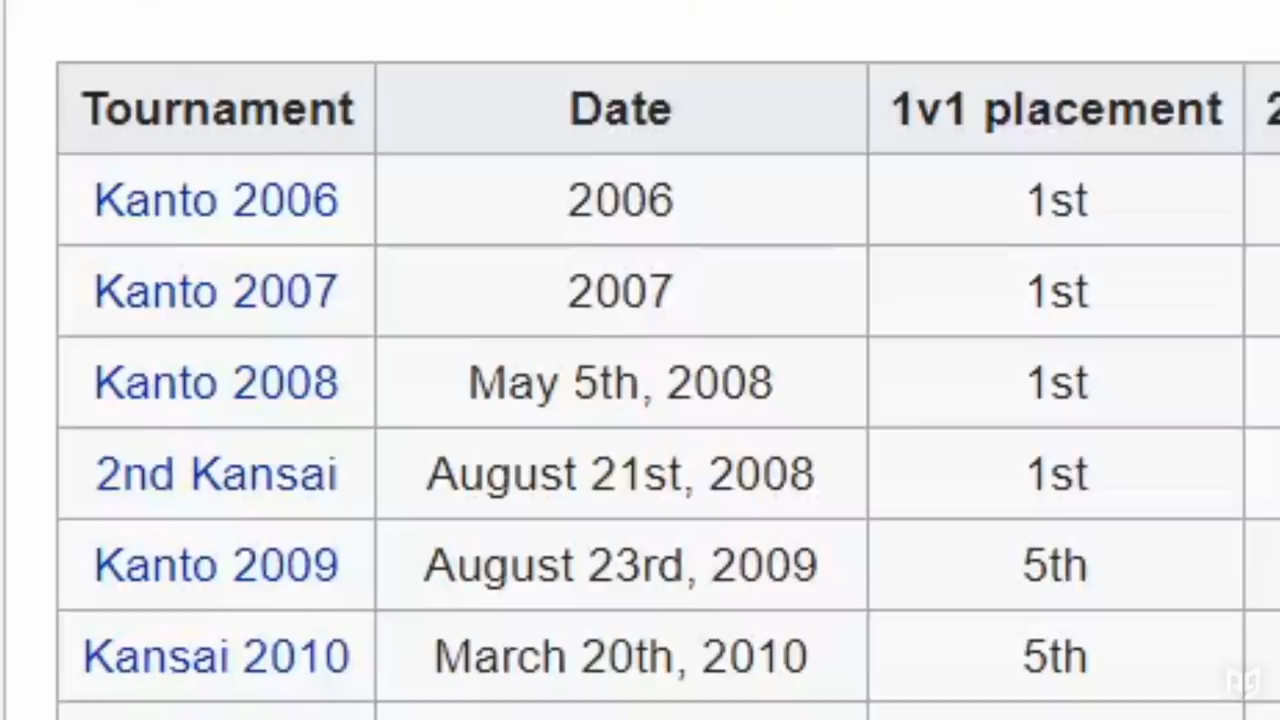 Tournament Date 1v1 placement 2
Kanto 2006 2006 1st
Kanto 2007 2007 1st
Kanto 2008 May 5th, 2008 1st
2nd Kansai August 21st, 2008 1st
Kanto 2009 August 23rd, 2009 5th
Kansai 2010 March 20th, 2010 5th